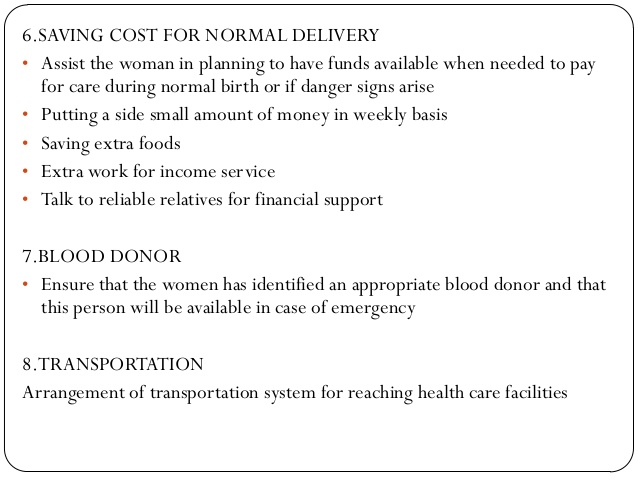 6.SAVING COST FOR NORMAL DELIVERY
• Assist the woman in planning to have funds available when needed to pay
for care during normal birth or if danger signs arise
• Putting a side small amount of money in weekly basis
• Saving extra foods
• Extra work for income service
• Talk to reliable relatives for financial support
7.BLOOD DONOR
• Ensure that the women has identified an appropriate blood donor and that
this person will be available in case of emergency
8.TRANSPORTATION
Arrangement of transportation system for reaching health care facilities